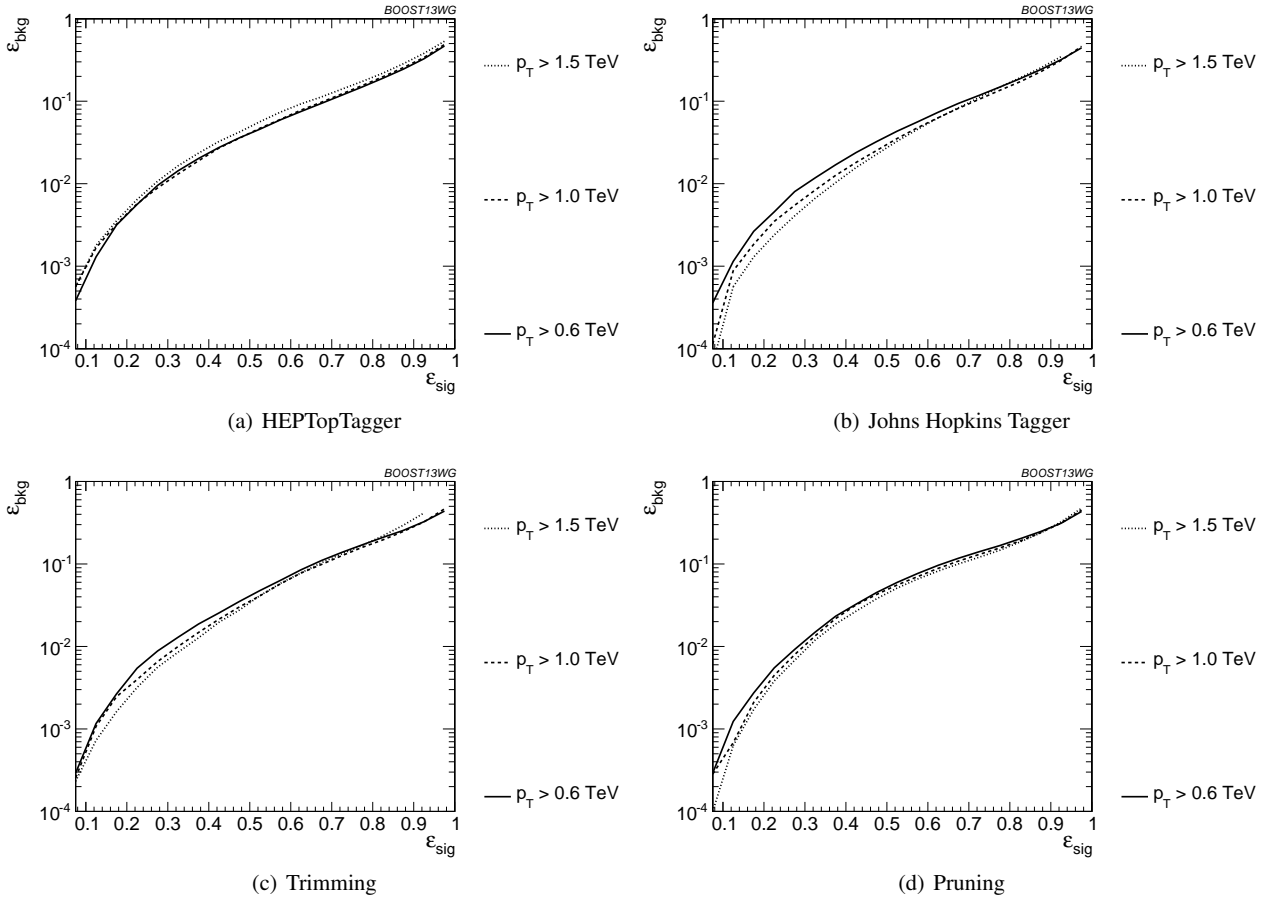 BOOST13WG
ε_bkg
1
10^-1
10^-2
10^-3
10^-4
0.1 0.2 0.3 0.4 0.5 0.6 0.7 0.8 0.9 1
ε_sig
p_T > 1.5 TeV
p_T > 1.0 TeV
p_T > 0.6 TeV
(a) HEPTopTagger
BOOST13WG
ε_bkg
1
10^-1
10^-2
10^-3
10^-4
0.1 0.2 0.3 0.4 0.5 0.6 0.7 0.8 0.9 1
ε_sig
p_T > 1.5 TeV
p_T > 1.0 TeV
p_T > 0.6 TeV
(b) Johns Hopkins Tagger
BOOST13WG
ε_bkg
1
10^-1
10^-2
10^-3
10^-4
0.1 0.2 0.3 0.4 0.5 0.6 0.7 0.8 0.9 1
ε_sig
p_T > 1.5 TeV
p_T > 1.0 TeV
p_T > 0.6 TeV
(c) Trimming
BOOST13WG
ε_bkg
1
10^-1
10^-2
10^-3
10^-4
0.1 0.2 0.3 0.4 0.5 0.6 0.7 0.8 0.9 1
ε_sig
p_T > 1.5 TeV
p_T > 1.0 TeV
p_T > 0.6 TeV
(d) Pruning